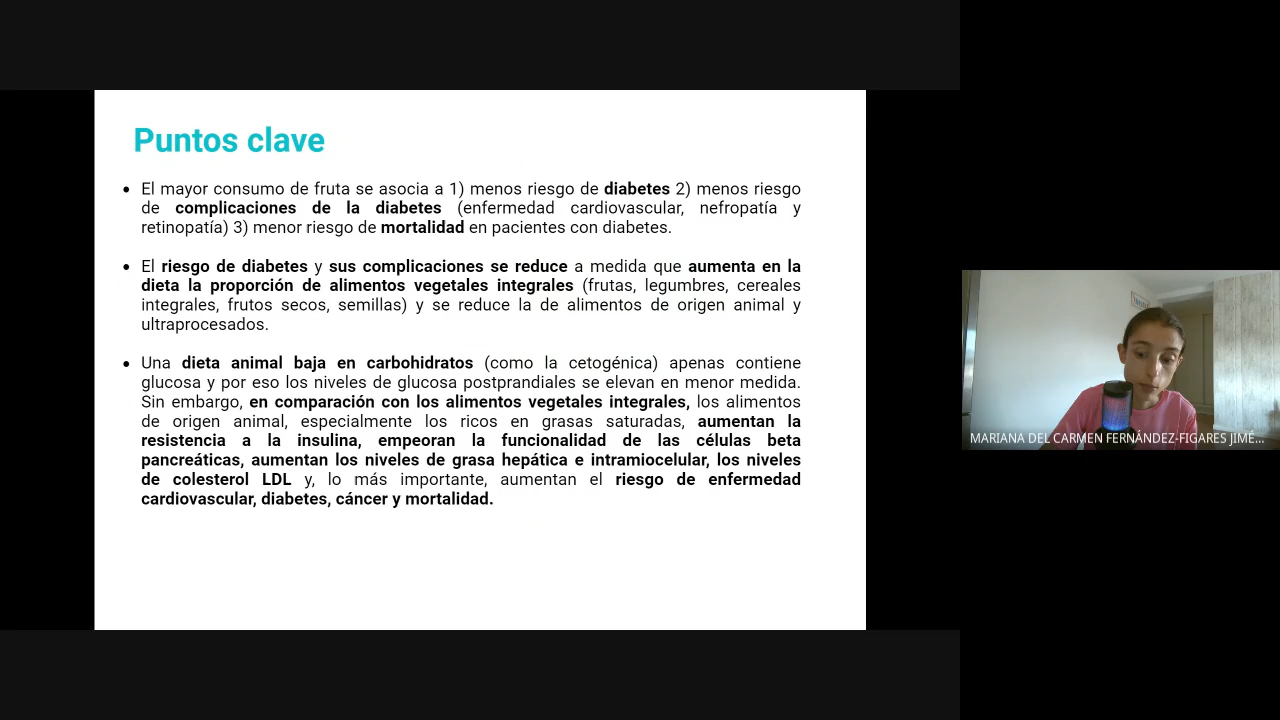 Puntos clave
• El mayor consumo de fruta se asocia a 1) menos riesgo de diabetes 2) menos riesgo
de complicaciones de la diabetes (enfermedad cardiovascular, nefropatía y
retinopatía) 3) menor riesgo de mortalidad en pacientes con diabetes.
• El riesgo de diabetes y sus complicaciones se reduce a medida que aumenta en la
dieta la proporción de alimentos vegetales integrales (frutas, legumbres, cereales
integrales, frutos secos, semillas) y se reduce la de alimentos de origen animal y
ultraprocesados.
• Una dieta animal baja en carbohidratos (como la cetogénica) apenas contiene
glucosa y por eso los niveles de glucosa postprandiales se elevan en menor medida.
Sin embargo, en comparación con los alimentos vegetales integrales, los alimentos
de origen animal, especialmente los ricos en grasas saturadas, aumentan la
resistencia a la insulina, empeoran la funcionalidad de las células beta
pancreáticas, aumentan los niveles de grasa hepática e intramiocelular, los niveles
de colesterol LDL y, lo más importante, aumentan el riesgo de enfermedad
cardiovascular, diabetes, cáncer y mortalidad.
MARIANA DEL CARMEN FERNÁNDEZ-FIGARES JIMÉ...